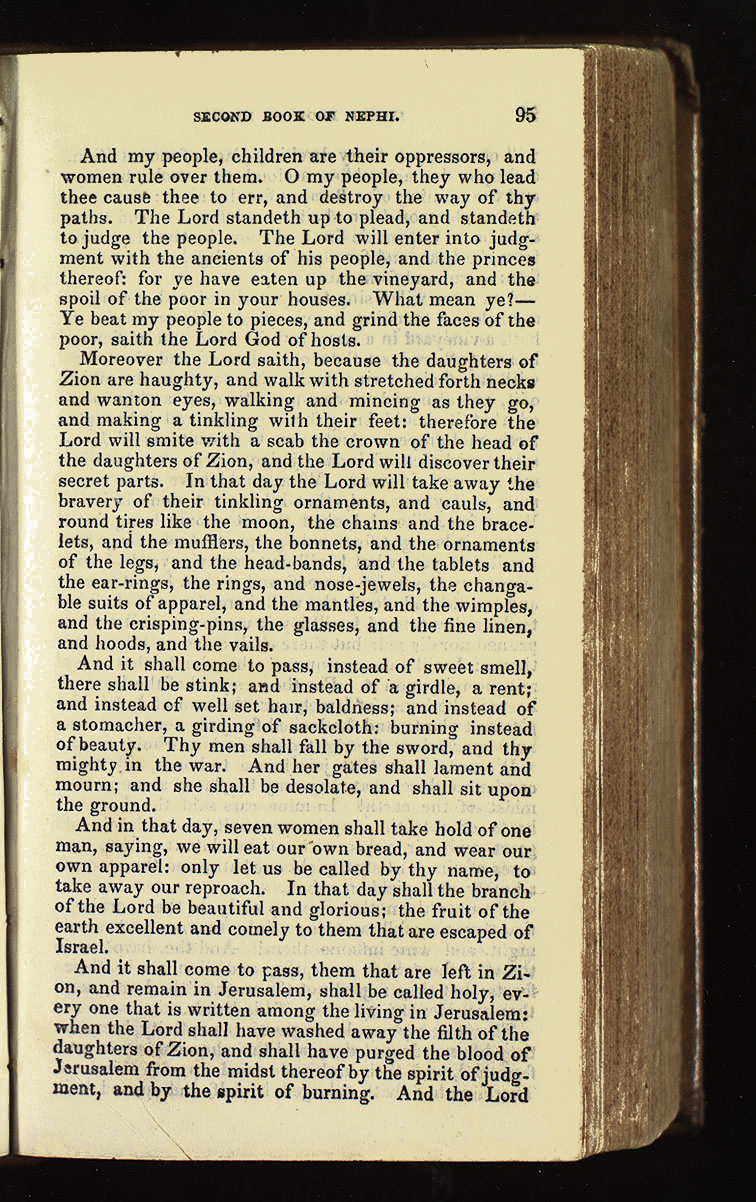 SECOND BOOK OF NEPHI. 95
And my people, children are their oppressors, and
women rule over them. O my people, they who lead
thee cause thee to err, and destroy the way of thy
paths. The Lord standeth up to plead, and standeth
to judge the people. The Lord will enter into judg-
ment with the ancients of his people, and the princes
thereof: for ye have eaten up the vineyard, and the
spoil of the poor in your houses. What mean ye?—
Ye beat my people to pieces, and grind the faces of the
poor, saith the Lord God of hosts.
Moreover the Lord saith, because the daughters of
Zion are haughty, and walk with stretched forth necks
and wanton eyes, walking and mincing as they go,
and making a tinkling with their feet: therefore the
Lord will smite with a scab the crown of the head of
the daughters of Zion, and the Lord will discover their
secret parts. In that day the Lord will take away the
bravery of their tinkling ornaments, and cauls, and
round tires like the moon, the chains and the brace-
lets, and the mufflers, the bonnets, and the ornaments
of the legs, and the head-bands, and the tablets and
the ear-rings, the rings, and nose-jewels, the changa-
ble suits of apparel, and the mantles, and the wimples,
and the crisping-pins, the glasses, and the fine linen,
and hoods, and the vails.
And it shall come to pass, instead of sweet smell,
there shall be stink; and instead of a girdle, a rent;
and instead of well set hair, baldness; and instead of
a stomacher, a girding of sackcloth: burning instead
of beauty. Thy men shall fall by the sword, and thy
mighty in the war. And her gates shall lament and
mourn; and she shall be desolate, and shall sit upon
the ground.
And in that day, seven women shall take hold of one
man, saying, we will eat our own bread, and wear our
own apparel: only let us be called by thy name, to
take away our reproach. In that day shall the branch
of the Lord be beautiful and glorious; the fruit of the
earth excellent and comely to them that are escaped of
Israel.
And it shall come to pass, them that are left in Zi-
on, and remain in Jerusalem, shall be called holy, ev-
ery one that is written among the living in Jerusalem:
when the Lord shall have washed away the filth of the
daughters of Zion, and shall have purged the blood of
Jerusalem from the midst thereof by the spirit of judg-
ment, and by the spirit of burning. And the Lord